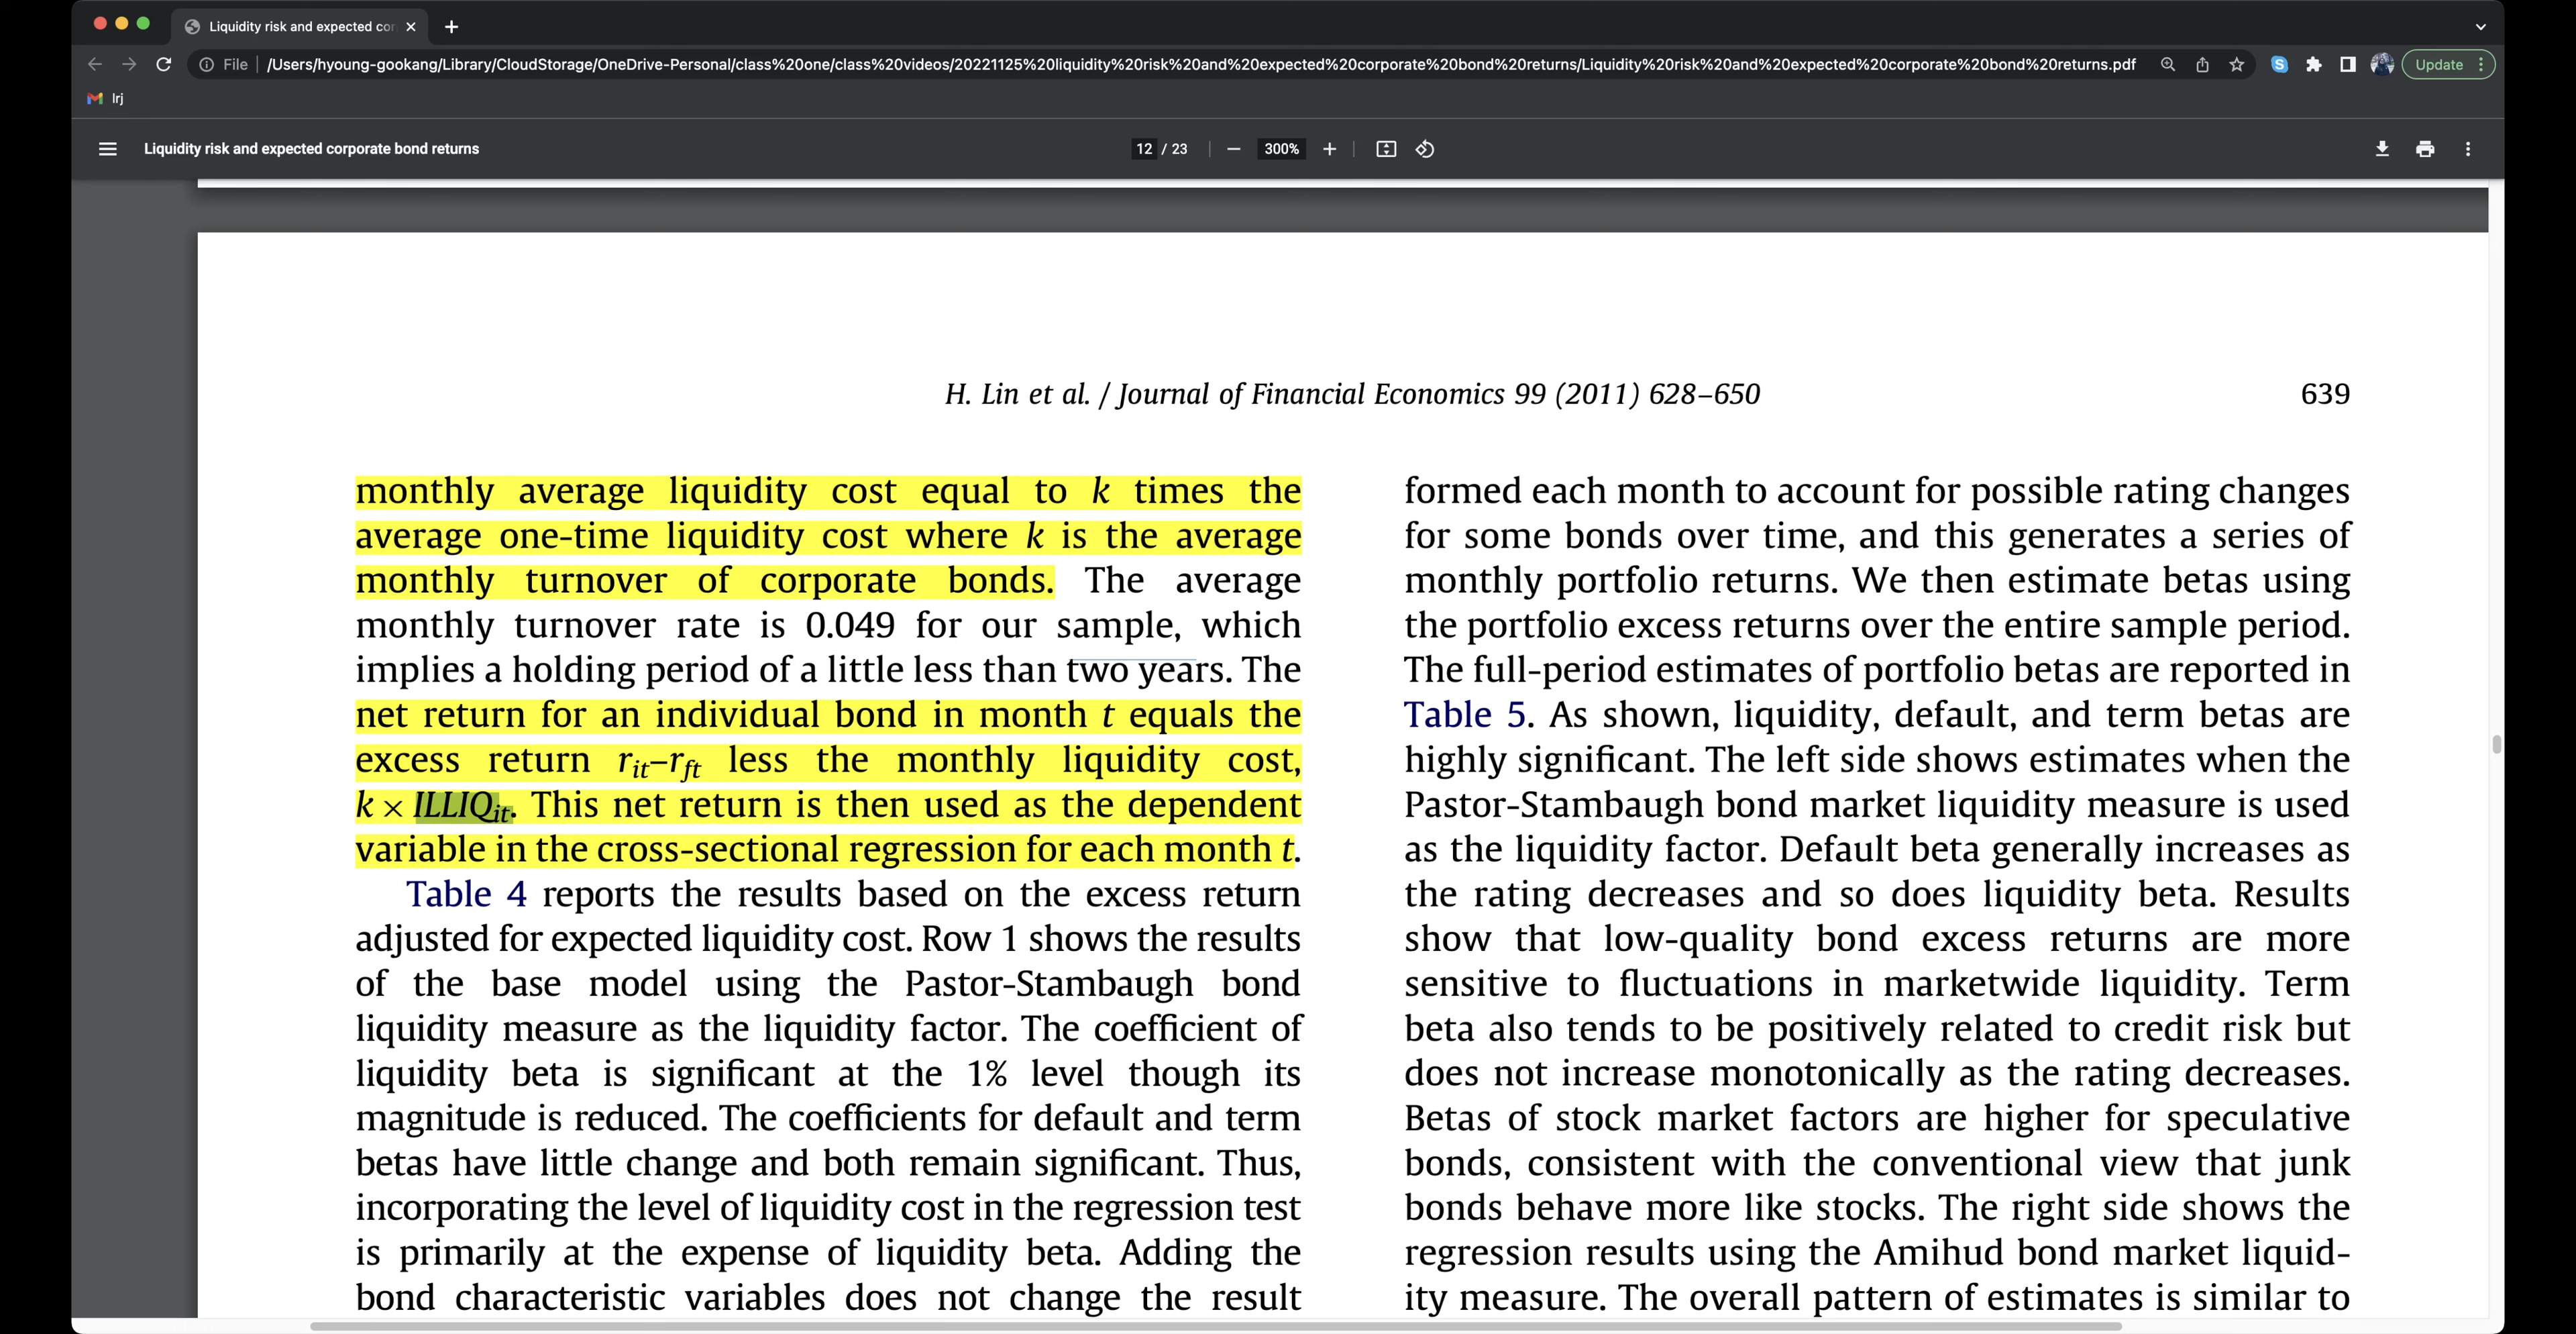 Liquidity risk and expected cor
File
/Users/hyoung-gookang/Library/CloudStorage/OneDrive-Personal/class%20one/class%20videos/20221125%20liquidity%20risk%20and%20expected%20corporate%20bond%20returns/Liquidity%20risk%20and%20expected%20corporate%20bond%20returns.pdf
Update
lrj
Liquidity risk and expected corporate bond returns
12 / 23
300%
H. Lin et al. / Journal of Financial Economics 99 (2011) 628–650
639
monthly average liquidity cost equal to k times the
average one-time liquidity cost where k is the average
monthly turnover of corporate bonds. The average
monthly turnover rate is 0.049 for our sample, which
implies a holding period of a little less than two years. The
net return for an individual bond in month t equals the
excess return rit–rft less the monthly liquidity cost,
k × ILLIQit. This net return is then used as the dependent
variable in the cross-sectional regression for each month t.
Table 4 reports the results based on the excess return
adjusted for expected liquidity cost. Row 1 shows the results
of the base model using the Pastor-Stambaugh bond
liquidity measure as the liquidity factor. The coefficient of
liquidity beta is significant at the 1% level though its
magnitude is reduced. The coefficients for default and term
betas have little change and both remain significant. Thus,
incorporating the level of liquidity cost in the regression test
is primarily at the expense of liquidity beta. Adding the
bond characteristic variables does not change the result
formed each month to account for possible rating changes
for some bonds over time, and this generates a series of
monthly portfolio returns. We then estimate betas using
the portfolio excess returns over the entire sample period.
The full-period estimates of portfolio betas are reported in
Table 5. As shown, liquidity, default, and term betas are
highly significant. The left side shows estimates when the
Pastor-Stambaugh bond market liquidity measure is used
as the liquidity factor. Default beta generally increases as
the rating decreases and so does liquidity beta. Results
show that low-quality bond excess returns are more
sensitive to fluctuations in marketwide liquidity. Term
beta also tends to be positively related to credit risk but
does not increase monotonically as the rating decreases.
Betas of stock market factors are higher for speculative
bonds, consistent with the conventional view that junk
bonds behave more like stocks. The right side shows the
regression results using the Amihud bond market liquid-
ity measure. The overall pattern of estimates is similar to